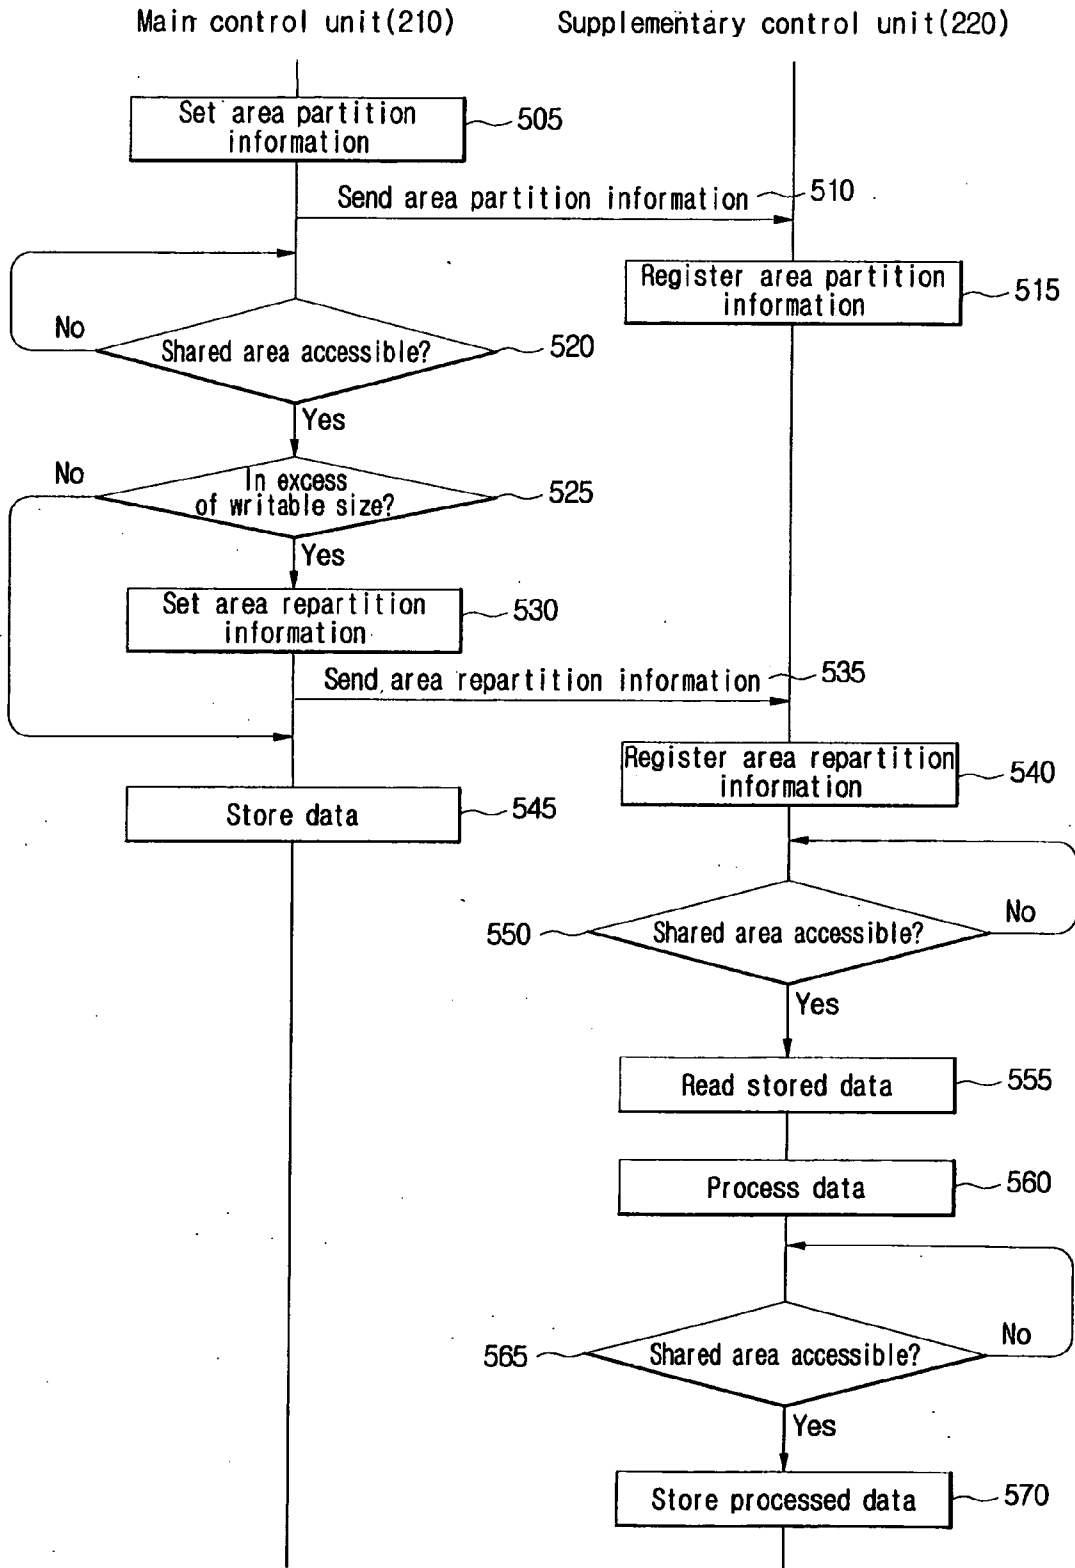 Main control unit(210)
Supplementary control unit(220)
Set area partition
information
505
Send area partition information
510
Register area partition
information
515
No
Shared area accessible?
520
Yes
No
In excess
of writable size?
525
Yes
Set area repartition
information
530
Send area repartition information
535
Register area repartition
information
540
Store data
545
550
Shared area accessible?
No
Yes
Read stored data
555
Process data
560
565
Shared area accessible?
No
Yes
Store processed data
570